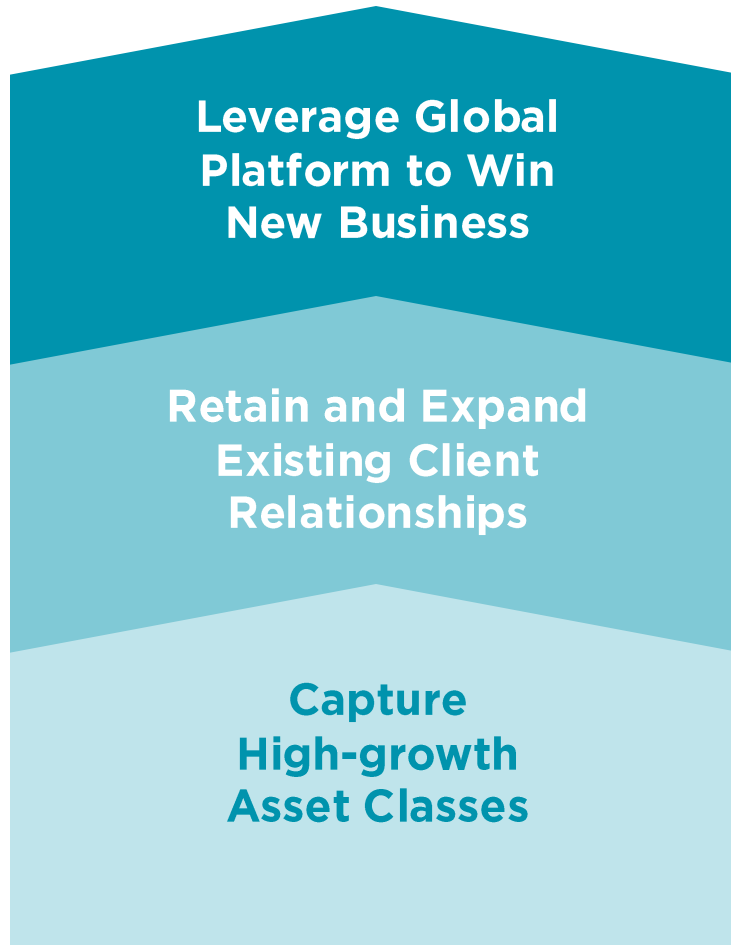 Leverage Global
Platform to Win
New Business
Retain and Expand
Existing Client
Relationships
Capture
High-growth
Asset Classes